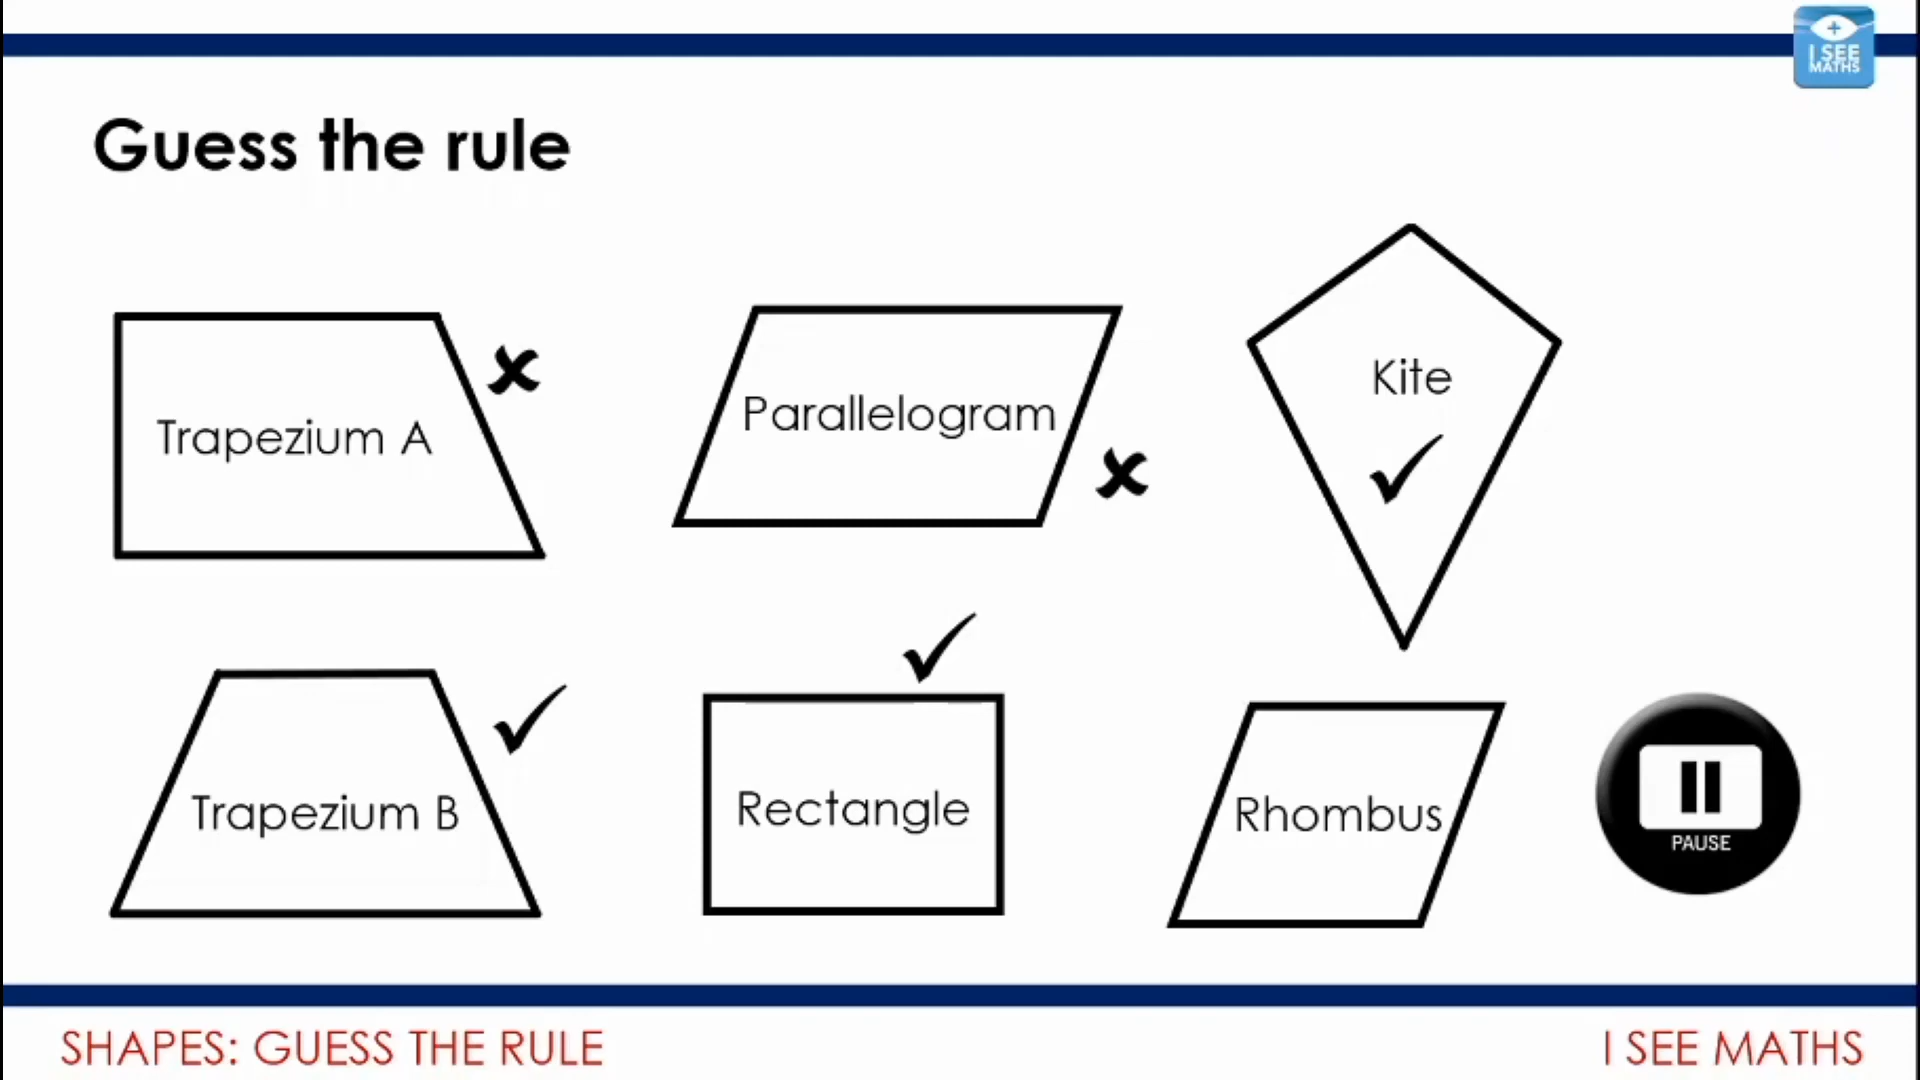 I SEE
MATHS
Guess the rule
Trapezium A
Parallelogram
Kite
Trapezium B
Rectangle
Rhombus
PAUSE
SHAPES: GUESS THE RULE
I SEE MATHS